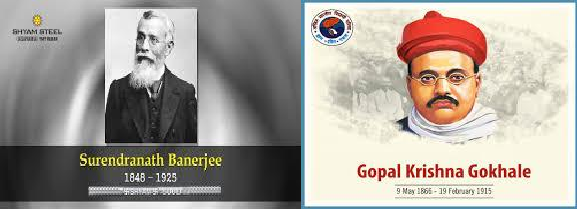 SHYAM STEEL
Surendranath Banerjee
1848 – 1925
Gopal Krishna Gokhale
9 May 1866 - 19 February 1915